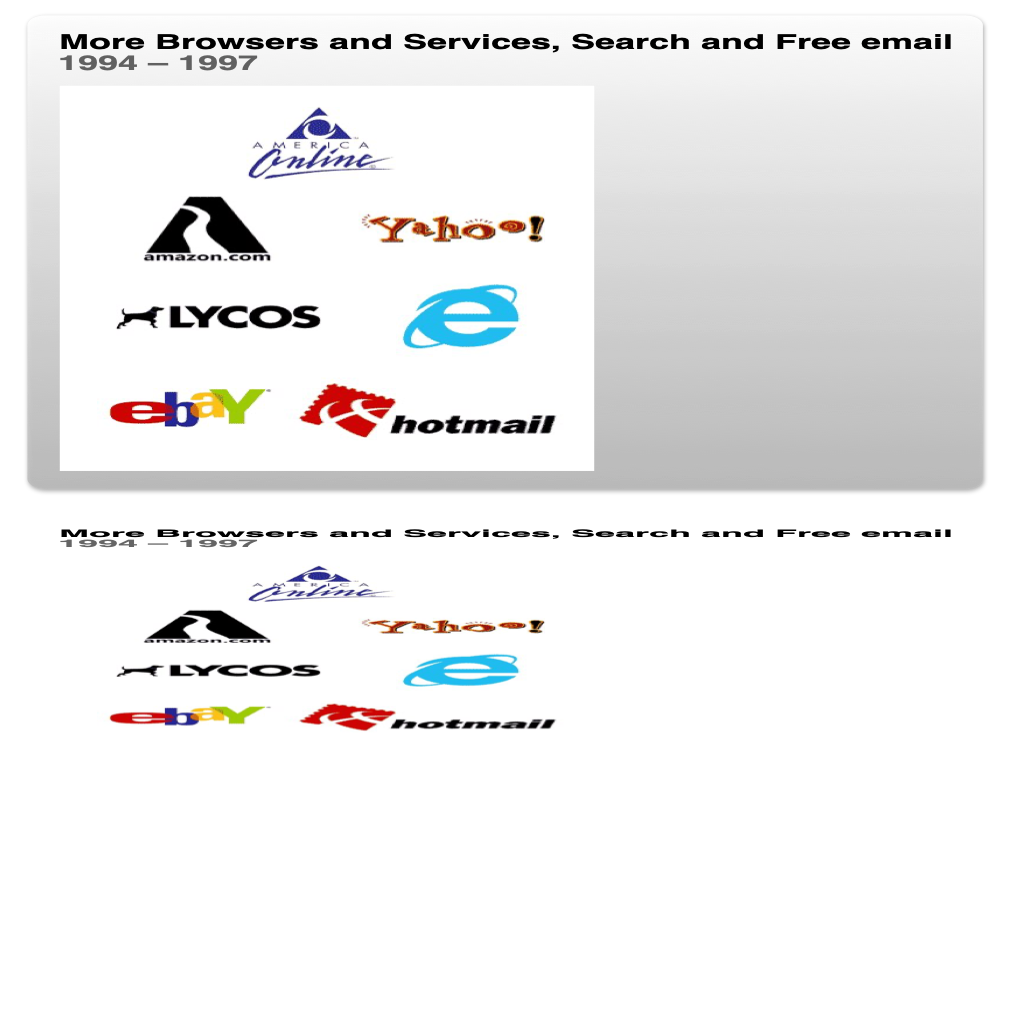 More Browsers and Services, Search and Free email
1994 – 1997
AMERICA
Online
amazon.com
Yahoo!
LYCOS
ebaY
hotmail
More Browsers and Services, Search and Free email
1994 – 1997
AMERICA
Online
amazon.com
Yahoo!
LYCOS
ebaY
hotmail